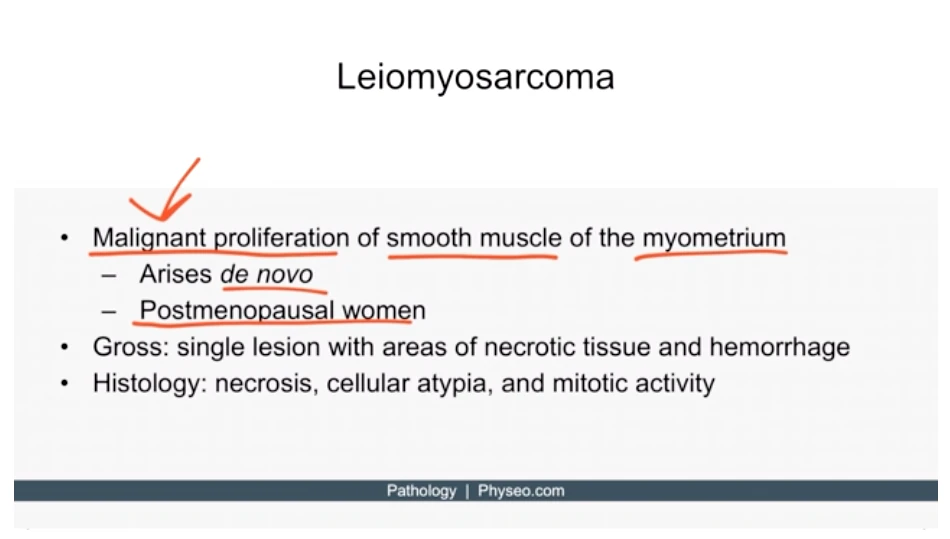 Leiomyosarcoma
• Malignant proliferation of smooth muscle of the myometrium
– Arises de novo
– Postmenopausal women
• Gross: single lesion with areas of necrotic tissue and hemorrhage
• Histology: necrosis, cellular atypia, and mitotic activity
Pathology | Physeo.com